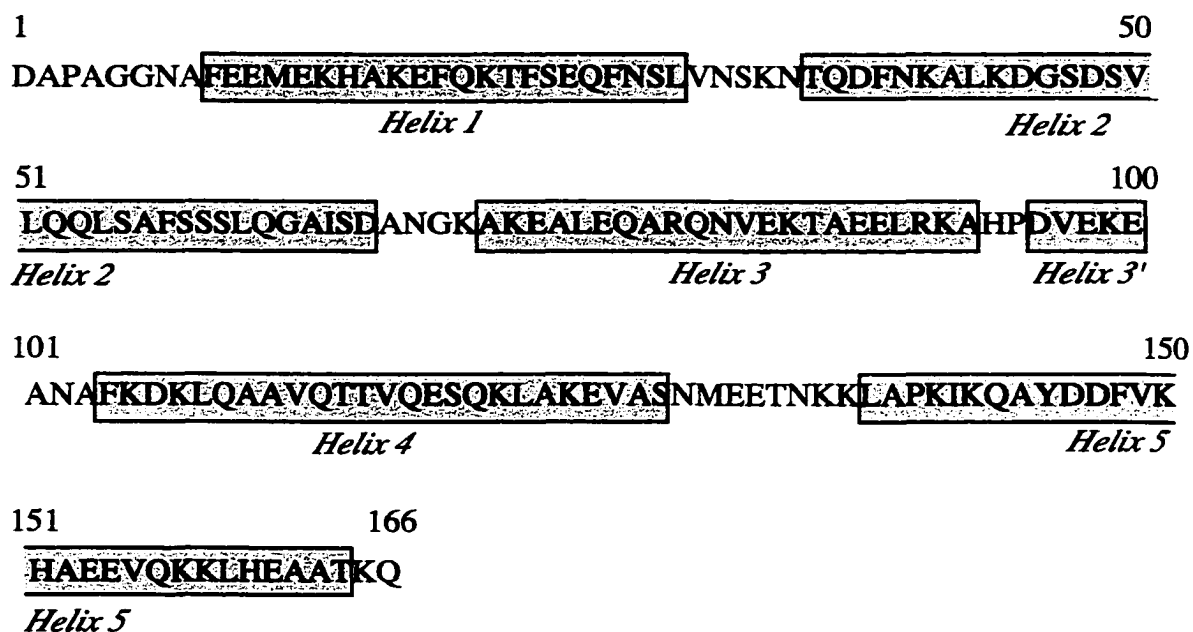 1 50
DAPAGGNAFEEMEKHAKEFQKTFSEQFNSLVNSKNTQDFNKALKDGSDSV
Helix 1 Helix 2
51 100
LQQLSAFSSSLQGAISDANGKAKEALEQARQNVEKTAEELRKAHPDVEKE
Helix 2 Helix 3 Helix 3'
101 150
ANAFKDKLQAAVQTTVQESQKLAKEVASNMEETNKKLAPKIKQAYDDFVK
Helix 4 Helix 5
151 166
HAEEVQKKLHEAATKQ
Helix 5